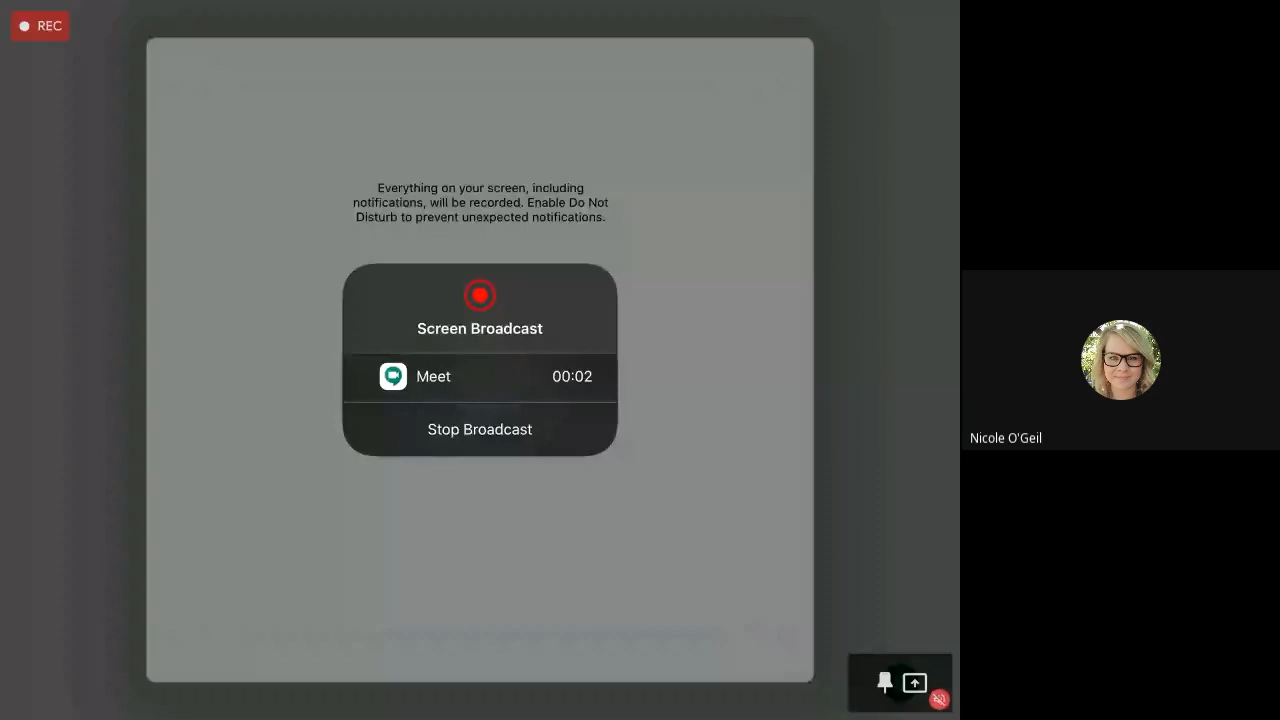 REC
Everything on your screen, including
notifications, will be recorded. Enable Do Not
Disturb to prevent unexpected notifications.
Screen Broadcast
Meet 00:02
Stop Broadcast
Nicole O'Geil